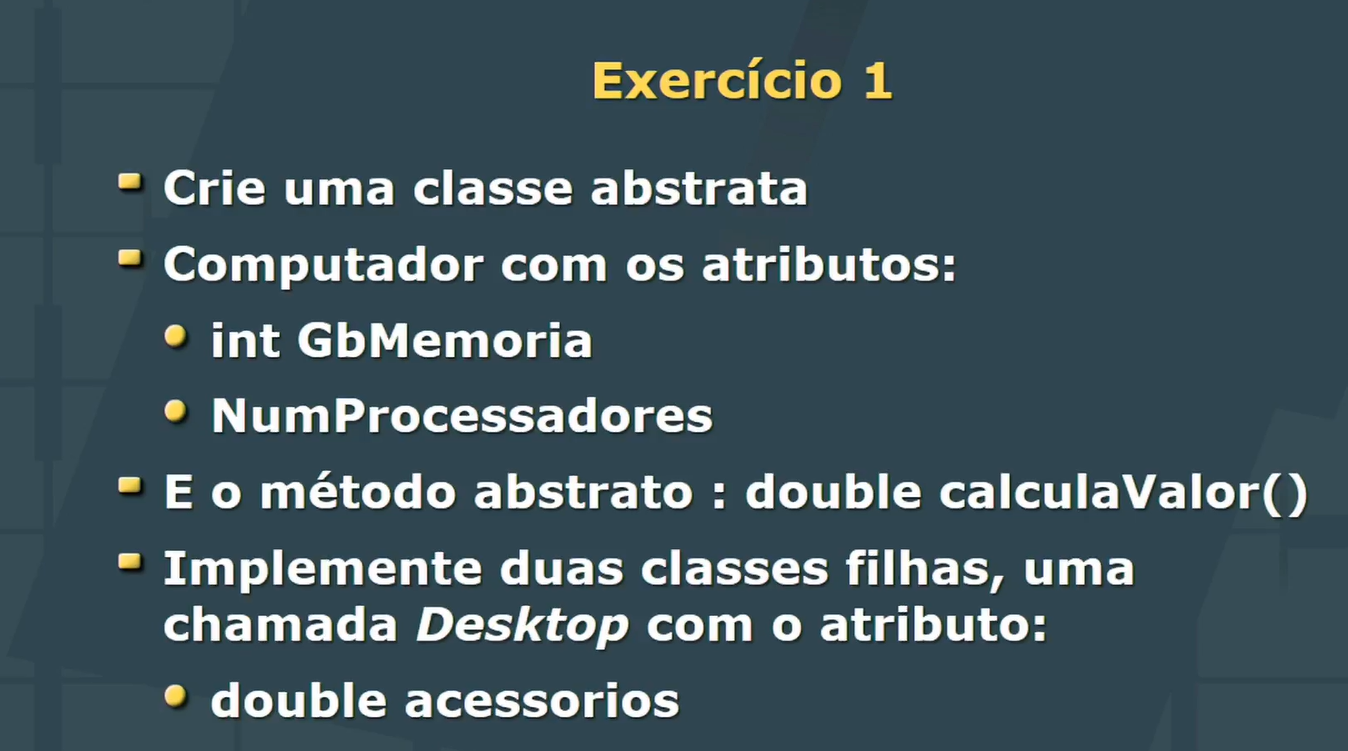 Exercício 1
Crie uma classe abstrata
Computador com os atributos:
int GbMemoria
NumProcessadores
E o método abstrato : double calculaValor()
Implemente duas classes filhas, uma
chamada Desktop com o atributo:
double acessorios